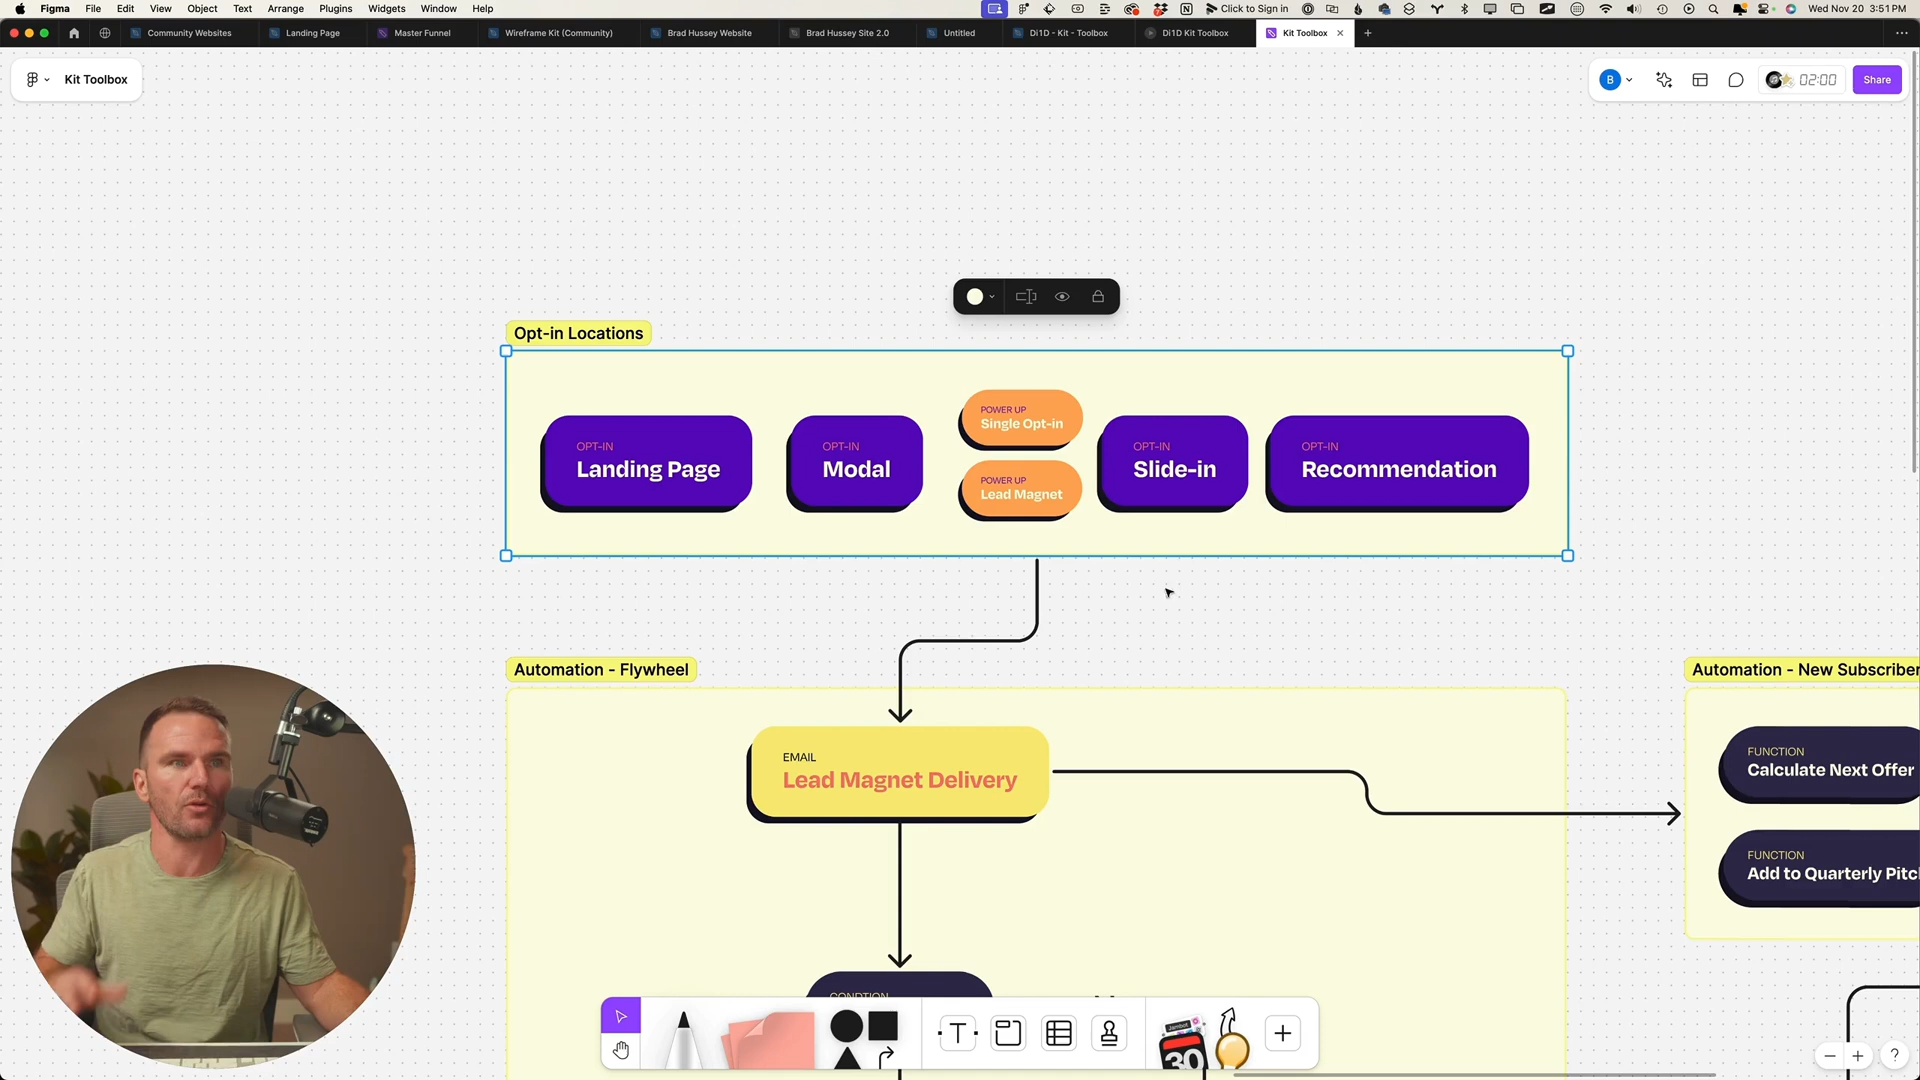 Figma File Edit View Object Text Arrange Plugins Widgets Window Help Click to Sign in Wed Nov 20 3:51 PM
Community Websites Landing Page Master Funnel Wireframe Kit (Community) Brad Hussey Website Brad Hussey Site 2.0 Untitled Di1D - Kit - Toolbox Di1D Kit Toolbox Kit Toolbox
Kit Toolbox
B
02:00
Share
Opt-in Locations
OPT-IN
Landing Page
OPT-IN
Modal
POWER UP
Single Opt-in
POWER UP
Lead Magnet
OPT-IN
Slide-in
OPT-IN
Recommendation
Automation - Flywheel
Automation - New Subscriber
EMAIL
Lead Magnet Delivery
FUNCTION
Calculate Next Offer
FUNCTION
Add to Quarterly Pitc
CONDTION
T
Jambot
30
?